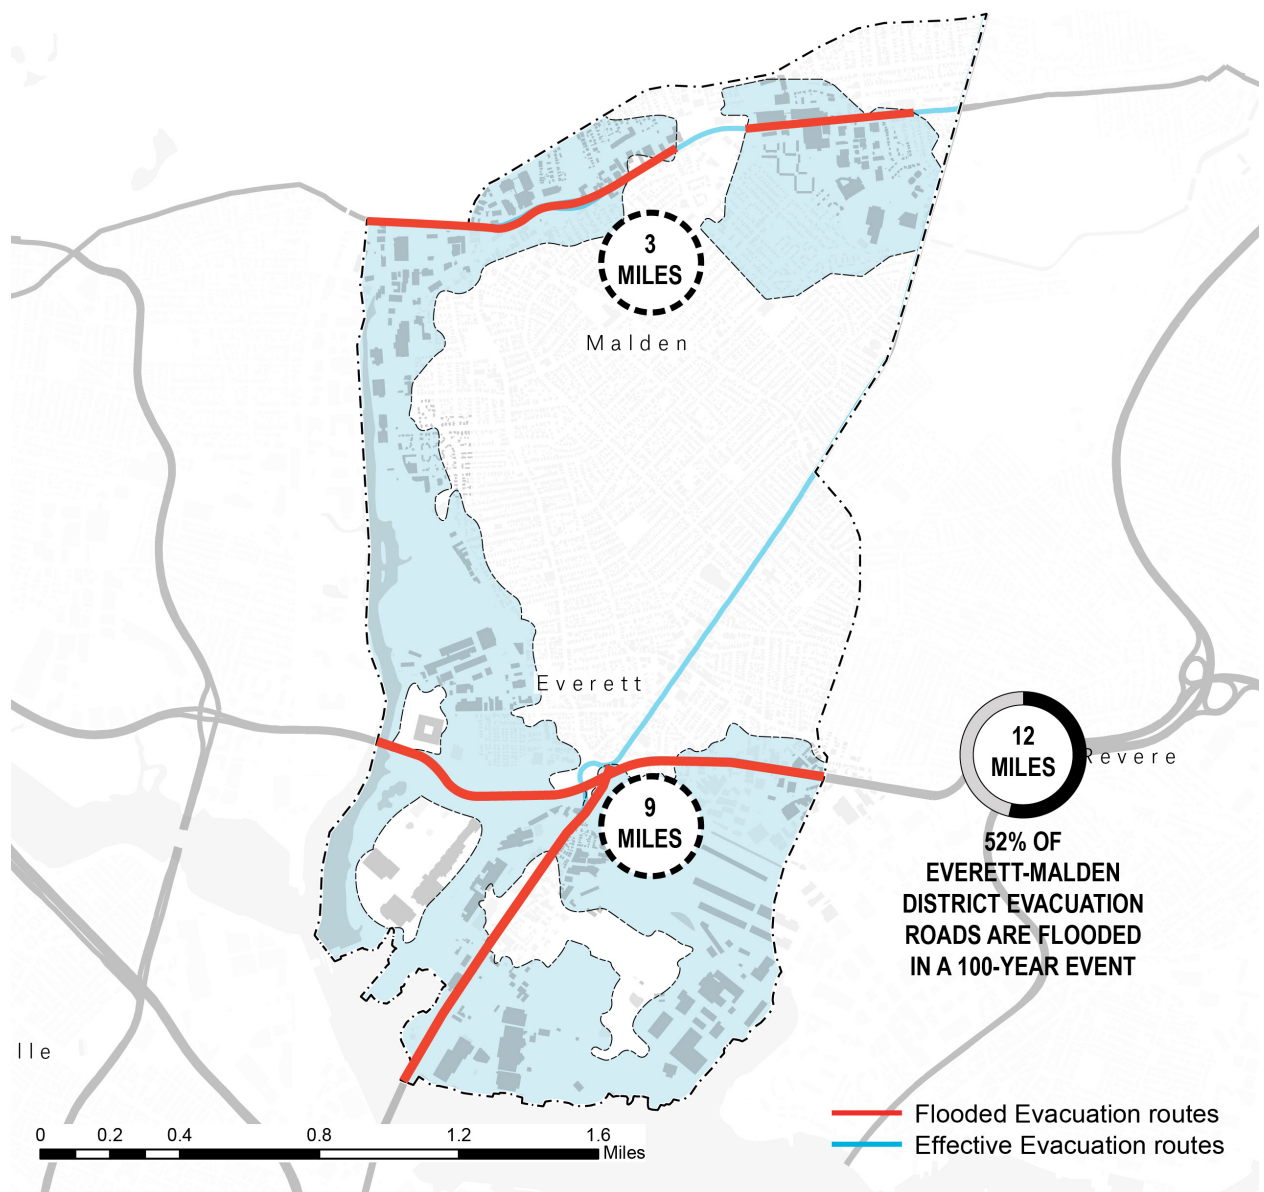 3
MILES
Malden
Everett
12
MILES
Revere
9
MILES
52% OF
EVERETT-MALDEN
DISTRICT EVACUATION
ROADS ARE FLOODED
IN A 100-YEAR EVENT
lle
Flooded Evacuation routes
Effective Evacuation routes
0 0.2 0.4 0.8 1.2 1.6
Miles